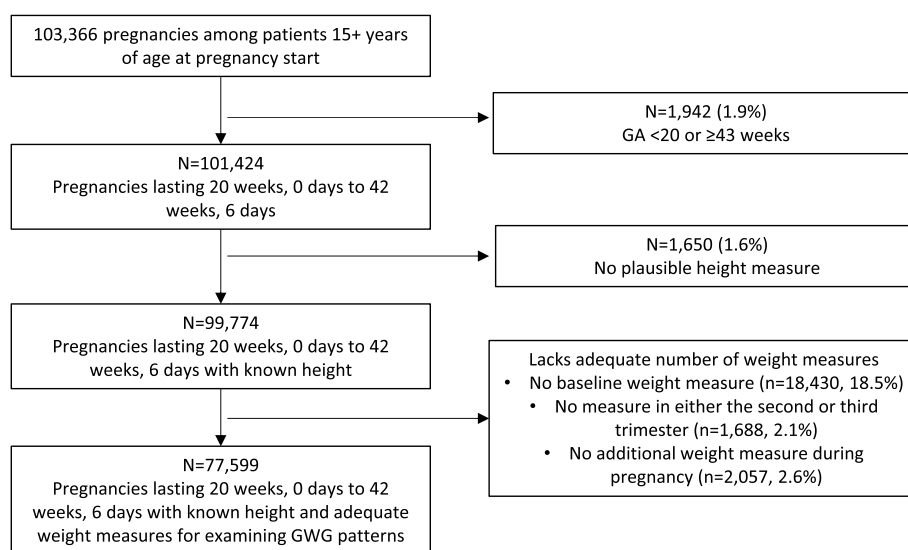 103,366 pregnancies among patients 15+ years
of age at pregnancy start
N=1,942 (1.9%)
GA <20 or ≥43 weeks
N=101,424
Pregnancies lasting 20 weeks, 0 days to 42
weeks, 6 days
N=1,650 (1.6%)
No plausible height measure
N=99,774
Pregnancies lasting 20 weeks, 0 days to 42
weeks, 6 days with known height
Lacks adequate number of weight measures
• No baseline weight measure (n=18,430, 18.5%)
• No measure in either the second or third
trimester (n=1,688, 2.1%)
• No additional weight measure during
pregnancy (n=2,057, 2.6%)
N=77,599
Pregnancies lasting 20 weeks, 0 days to 42
weeks, 6 days with known height and adequate
weight measures for examining GWG patterns